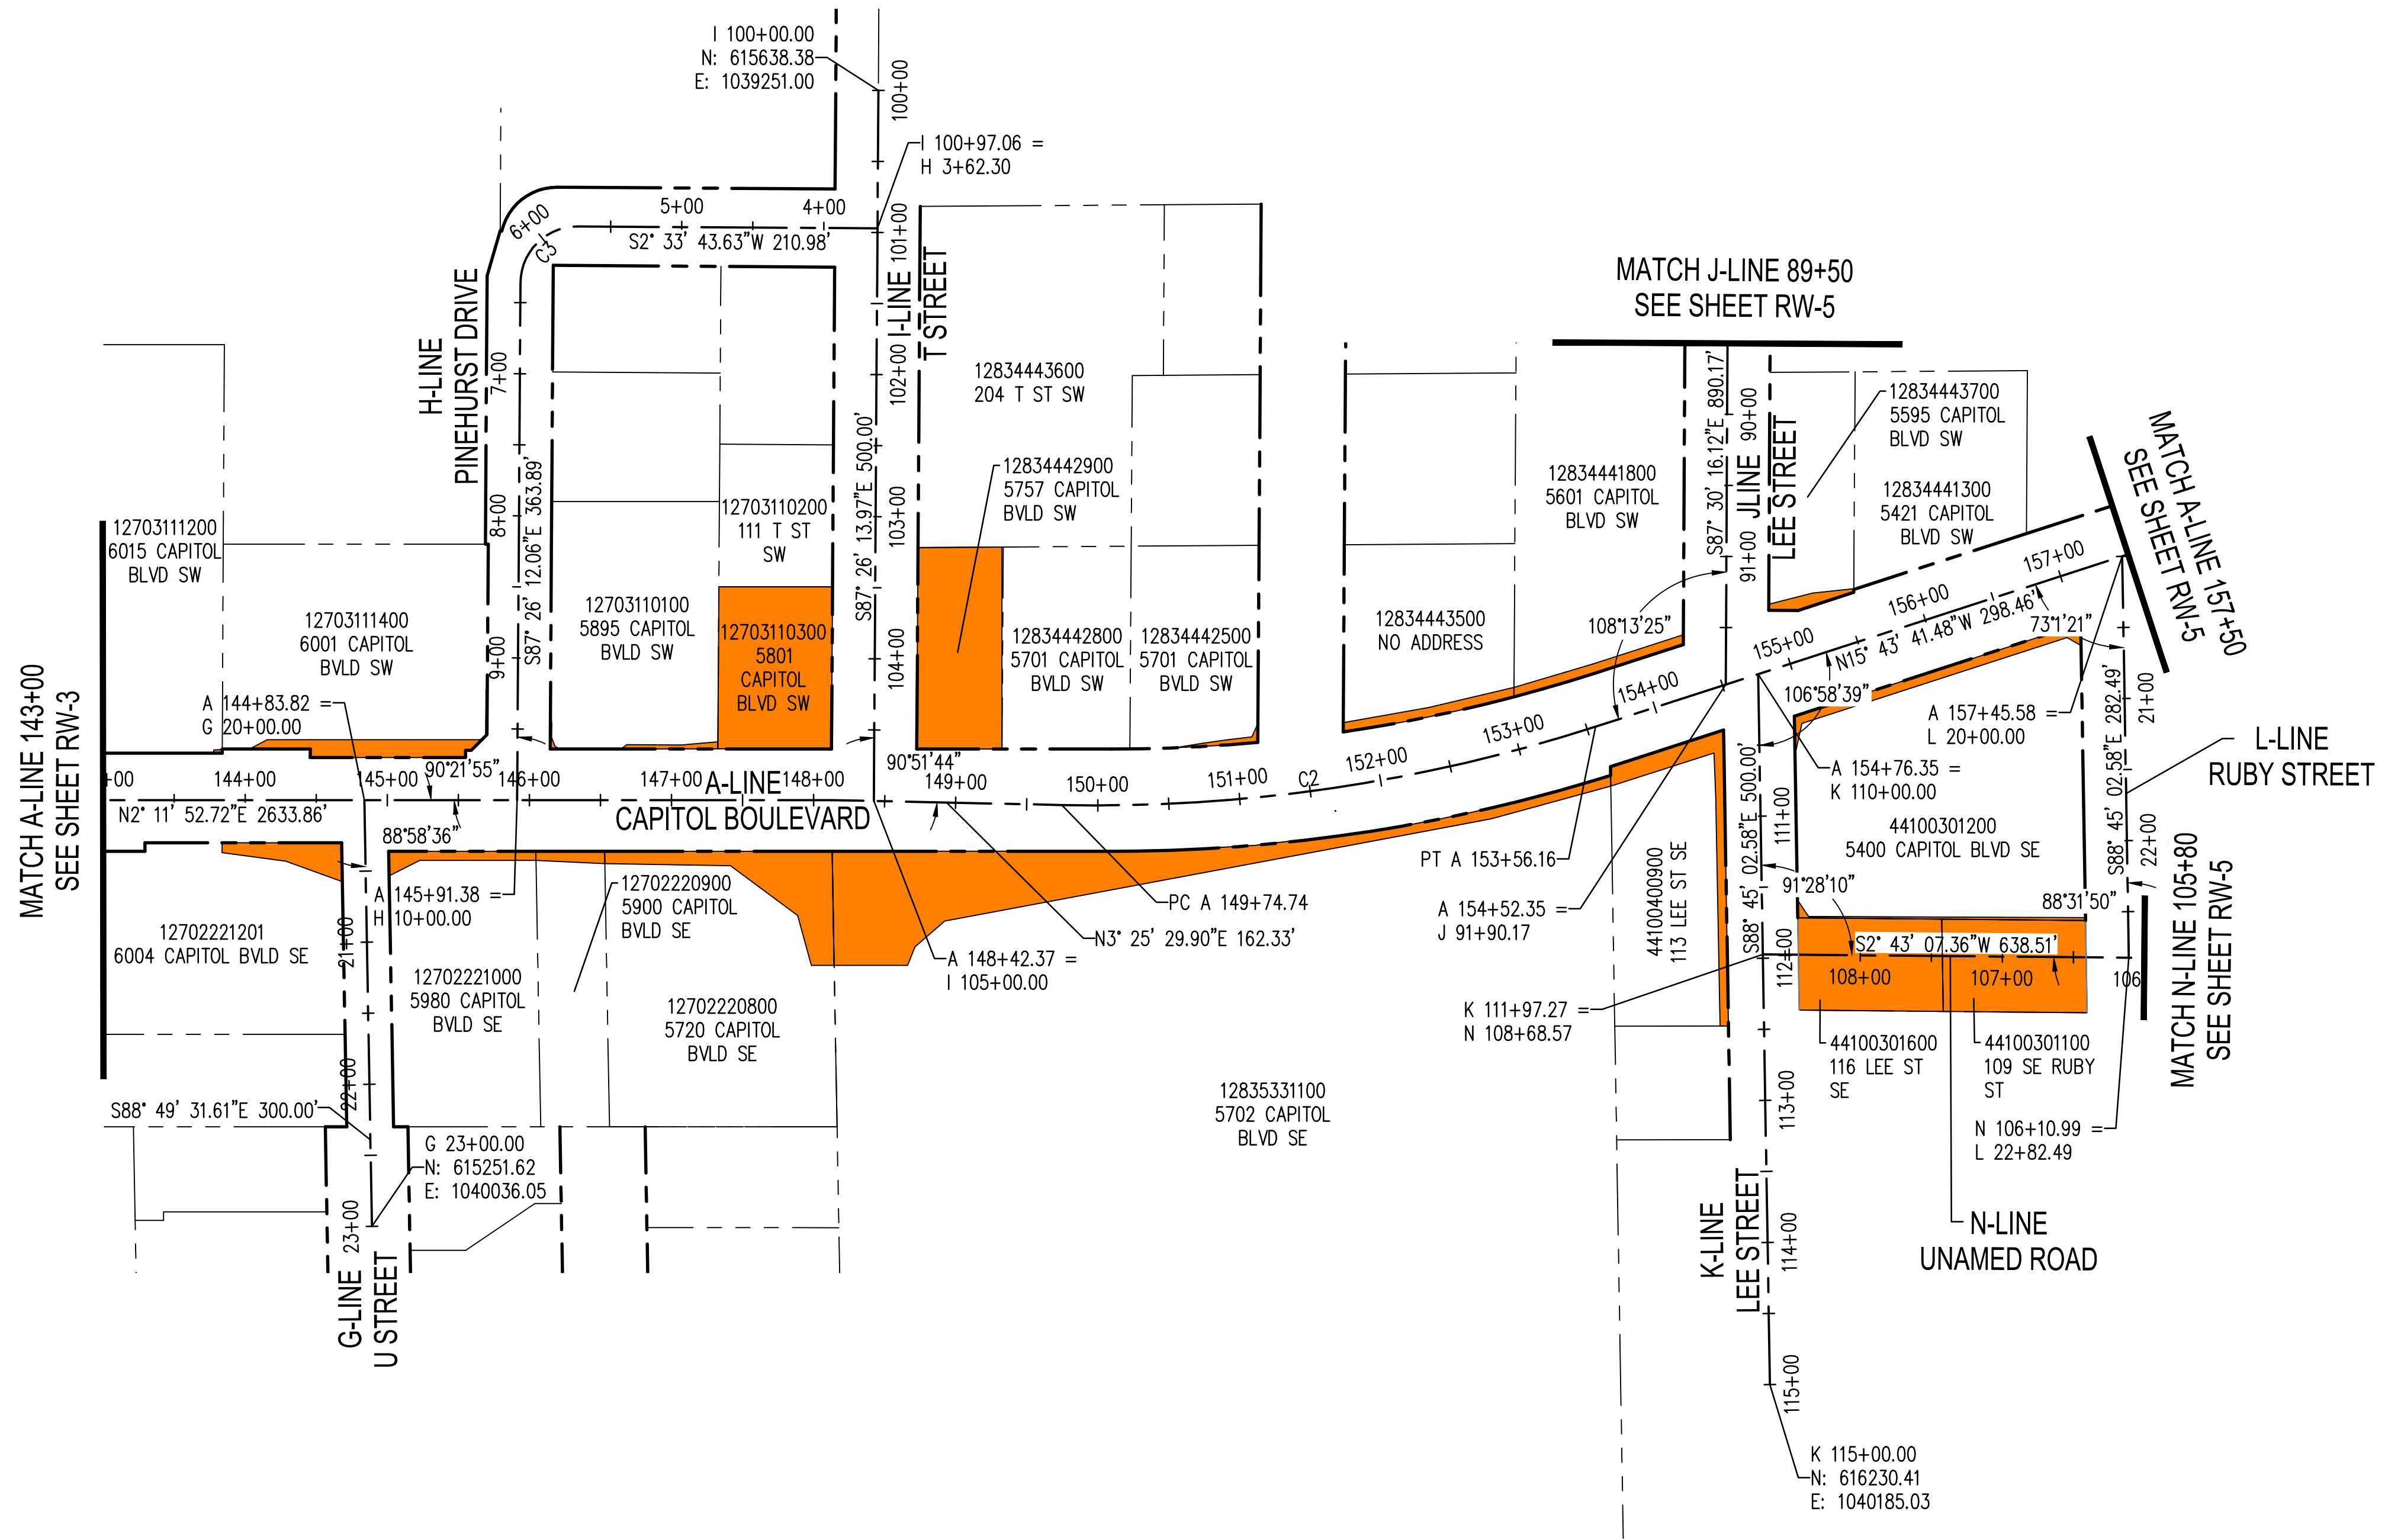 I 100+00.00
N: 615638.38
E: 1039251.00
100+00
I 100+97.06 =
H 3+62.30
6+00
5+00
4+00
C3
S2° 33' 43.63"W 210.98'
101+00
I-LINE
T STREET
102+00
103+00
104+00
S87° 26' 13.97"E 500.00'
H-LINE
PINEHURST DRIVE
7+00
8+00
9+00
S87° 26' 12.06"E 363.89'
MATCH J-LINE 89+50
SEE SHEET RW-5
S87° 30' 16.12"E 890.17'
91+00 JLINE 90+00
LEE STREET
12834443700
5595 CAPITOL
BLVD SW
12834441300
5421 CAPITOL
BVLD SW
MATCH A-LINE 157+50
SEE SHEET RW-5
12834443600
204 T ST SW
12834442900
5757 CAPITOL
BVLD SW
12834441800
5601 CAPITOL
BVLD SW
12703111200
6015 CAPITOL
BLVD SW
12703110200
111 T ST
SW
12703111400
6001 CAPITOL
BVLD SW
12703110100
5895 CAPITOL
BVLD SW
12703110300
5801
CAPITOL
BLVD SW
12834442800
5701 CAPITOL
BVLD SW
12834442500
5701 CAPITOL
BVLD SW
12834443500
NO ADDRESS
108°13'25"
106°58'39"
73°1'21"
MATCH A-LINE 143+00
SEE SHEET RW-3
A 144+83.82 =
G 20+00.00
+00
144+00
145+00
146+00
147+00
148+00
149+00
150+00
151+00
C2
152+00
153+00
154+00
155+00
156+00
157+00
N15° 43' 41.48"W 298.46'
90°21'55"
90°51'44"
N2° 11' 52.72"E 2633.86'
88°58'36"
A-LINE
CAPITOL BOULEVARD
A 157+45.58 =
L 20+00.00
A 154+76.35 =
K 110+00.00
L-LINE
RUBY STREET
21+00
22+00
S88° 45' 02.58"E 282.49'
44100301200
5400 CAPITOL BLVD SE
PT A 153+56.16
PC A 149+74.74
N3° 25' 29.90"E 162.33'
A 154+52.35 =
J 91+90.17
A 145+91.38 =
H 10+00.00
A 148+42.37 =
I 105+00.00
12702221201
6004 CAPITOL BVLD SE
12702220900
5900 CAPITOL
BVLD SE
12702221000
5980 CAPITOL
BVLD SE
12702220800
5720 CAPITOL
BVLD SE
44100400900
113 LEE ST SE
S88° 45' 02.58"E 500.00'
111+00
112+00
113+00
114+00
115+00
91°28'10"
88°31'50"
S2° 43' 07.36"W 638.51'
108+00
107+00
106
MATCH N-LINE 105+80
SEE SHEET RW-5
K 111+97.27 =
N 108+68.57
44100301600
116 LEE ST
SE
44100301100
109 SE RUBY
ST
N 106+10.99 =
L 22+82.49
12835331100
5702 CAPITOL
BLVD SE
S88° 49' 31.61"E 300.00'
21+00
22+00
23+00
G 23+00.00
N: 615251.62
E: 1040036.05
G-LINE
U STREET
K-LINE
LEE STREET
N-LINE
UNAMED ROAD
K 115+00.00
N: 616230.41
E: 1040185.03